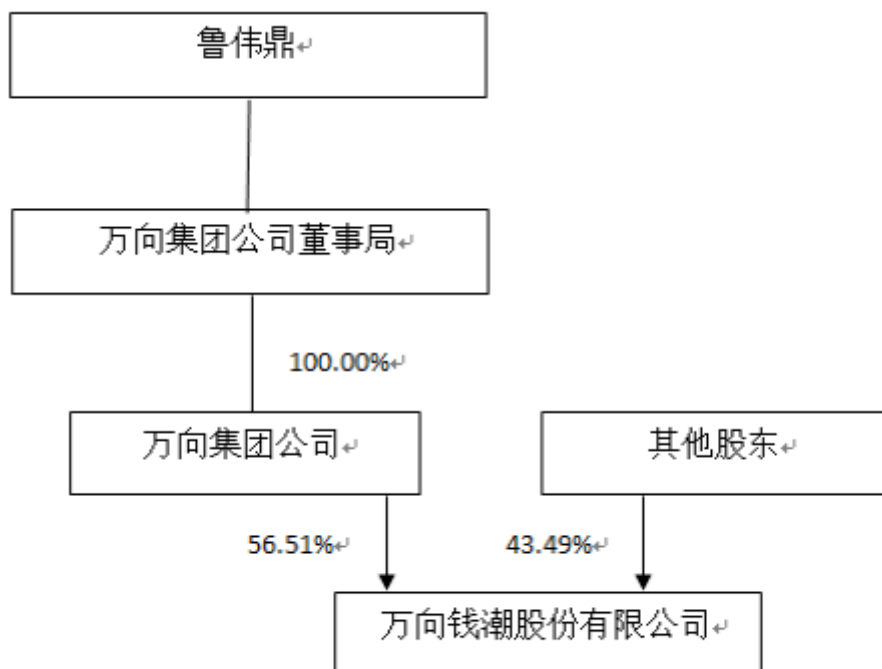 鲁伟鼎
万向集团公司董事局
100.00%
万向集团公司
其他股东
56.51%
43.49%
万向钱潮股份有限公司